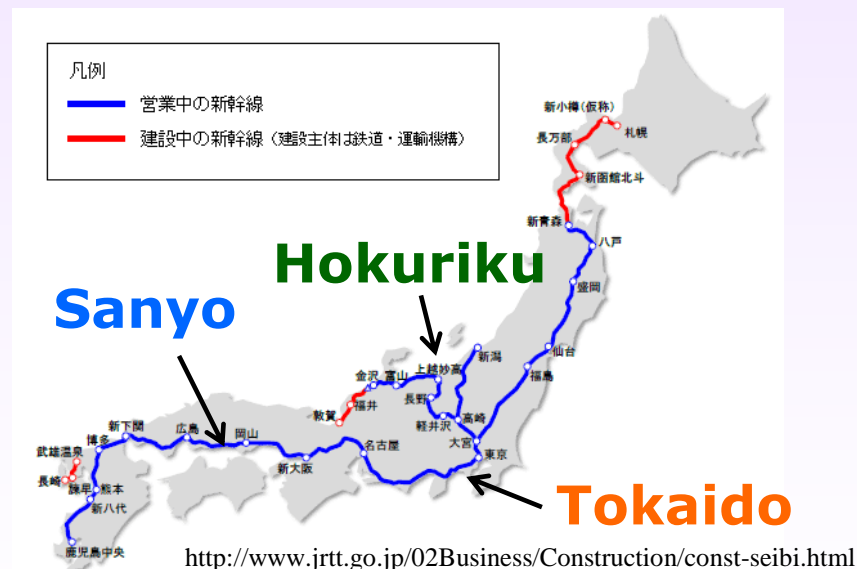 凡例
営業中の新幹線
建設中の新幹線（建設主体は鉄道・運輸機構）
新小樽(仮称)
札幌
長万部
新函館北斗
新青森
八戸
Hokuriku
盛岡
Sanyo
新潟
仙台
上越妙高
金沢
富山
福島
長野
福井
敦賀
軽井沢
高崎
新下関
広島
岡山
大宮
博多
名古屋
東京
武雄温泉
新大阪
長崎
諫早
熊本
新八代
Tokaido
鹿児島中央
http://www.jrtt.go.jp/02Business/Construction/const-seibi.html